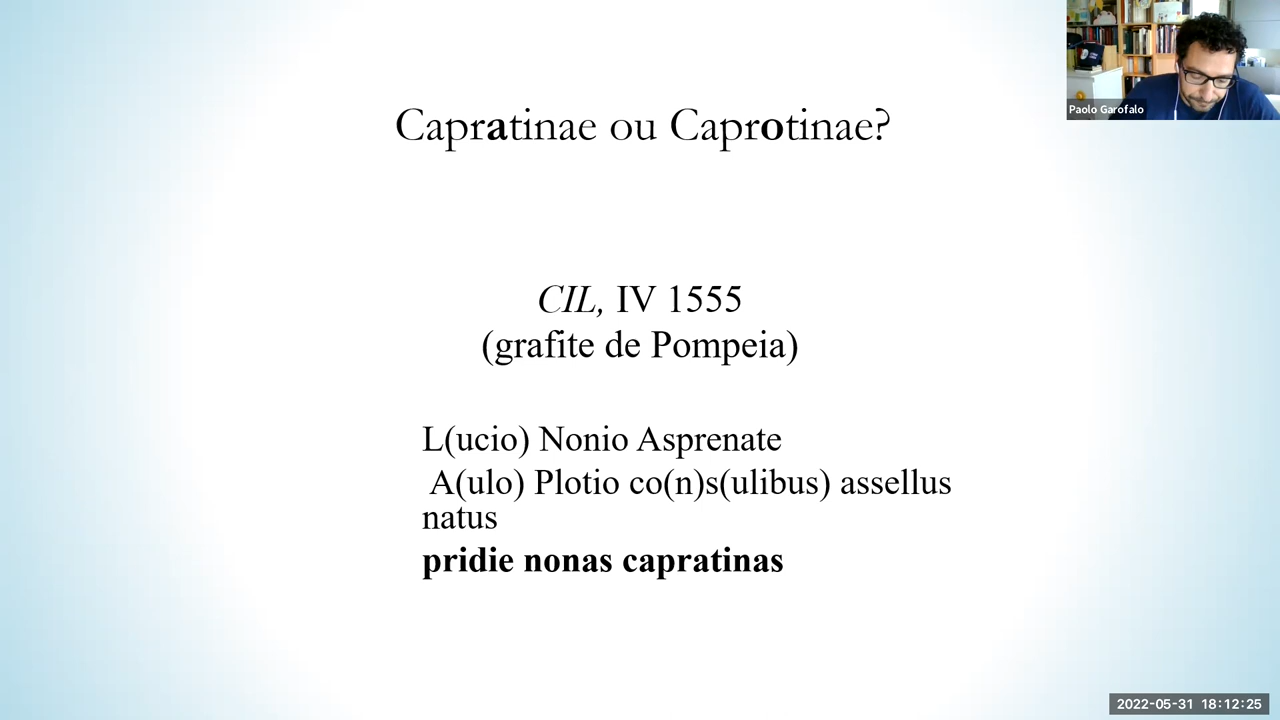 Capratinae ou Caprotinae?
Paolo Garofalo
CIL, IV 1555
(grafite de Pompeia)
L(ucio) Nonio Asprenate
A(ulo) Plotio co(n)s(ulibus) assellus
natus
pridie nonas capratinas
2022-05-31 18:12:25